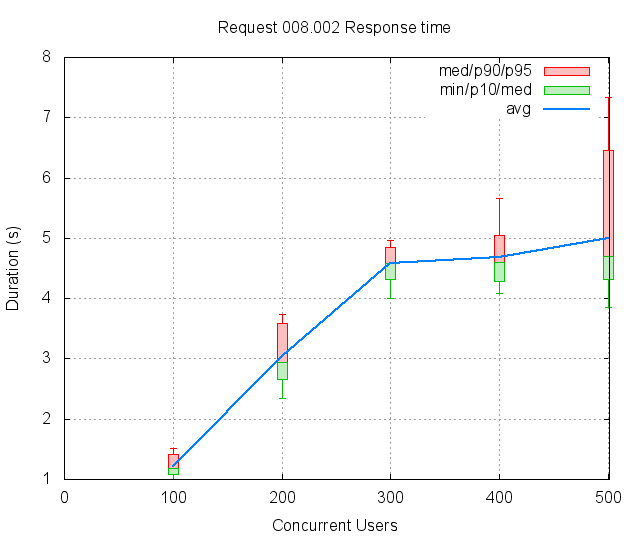 Request 008.002 Response time
8
7
6
5
4
3
2
1
Duration (s)
med/p90/p95
min/p10/med
avg
0 100 200 300 400 500
Concurrent Users